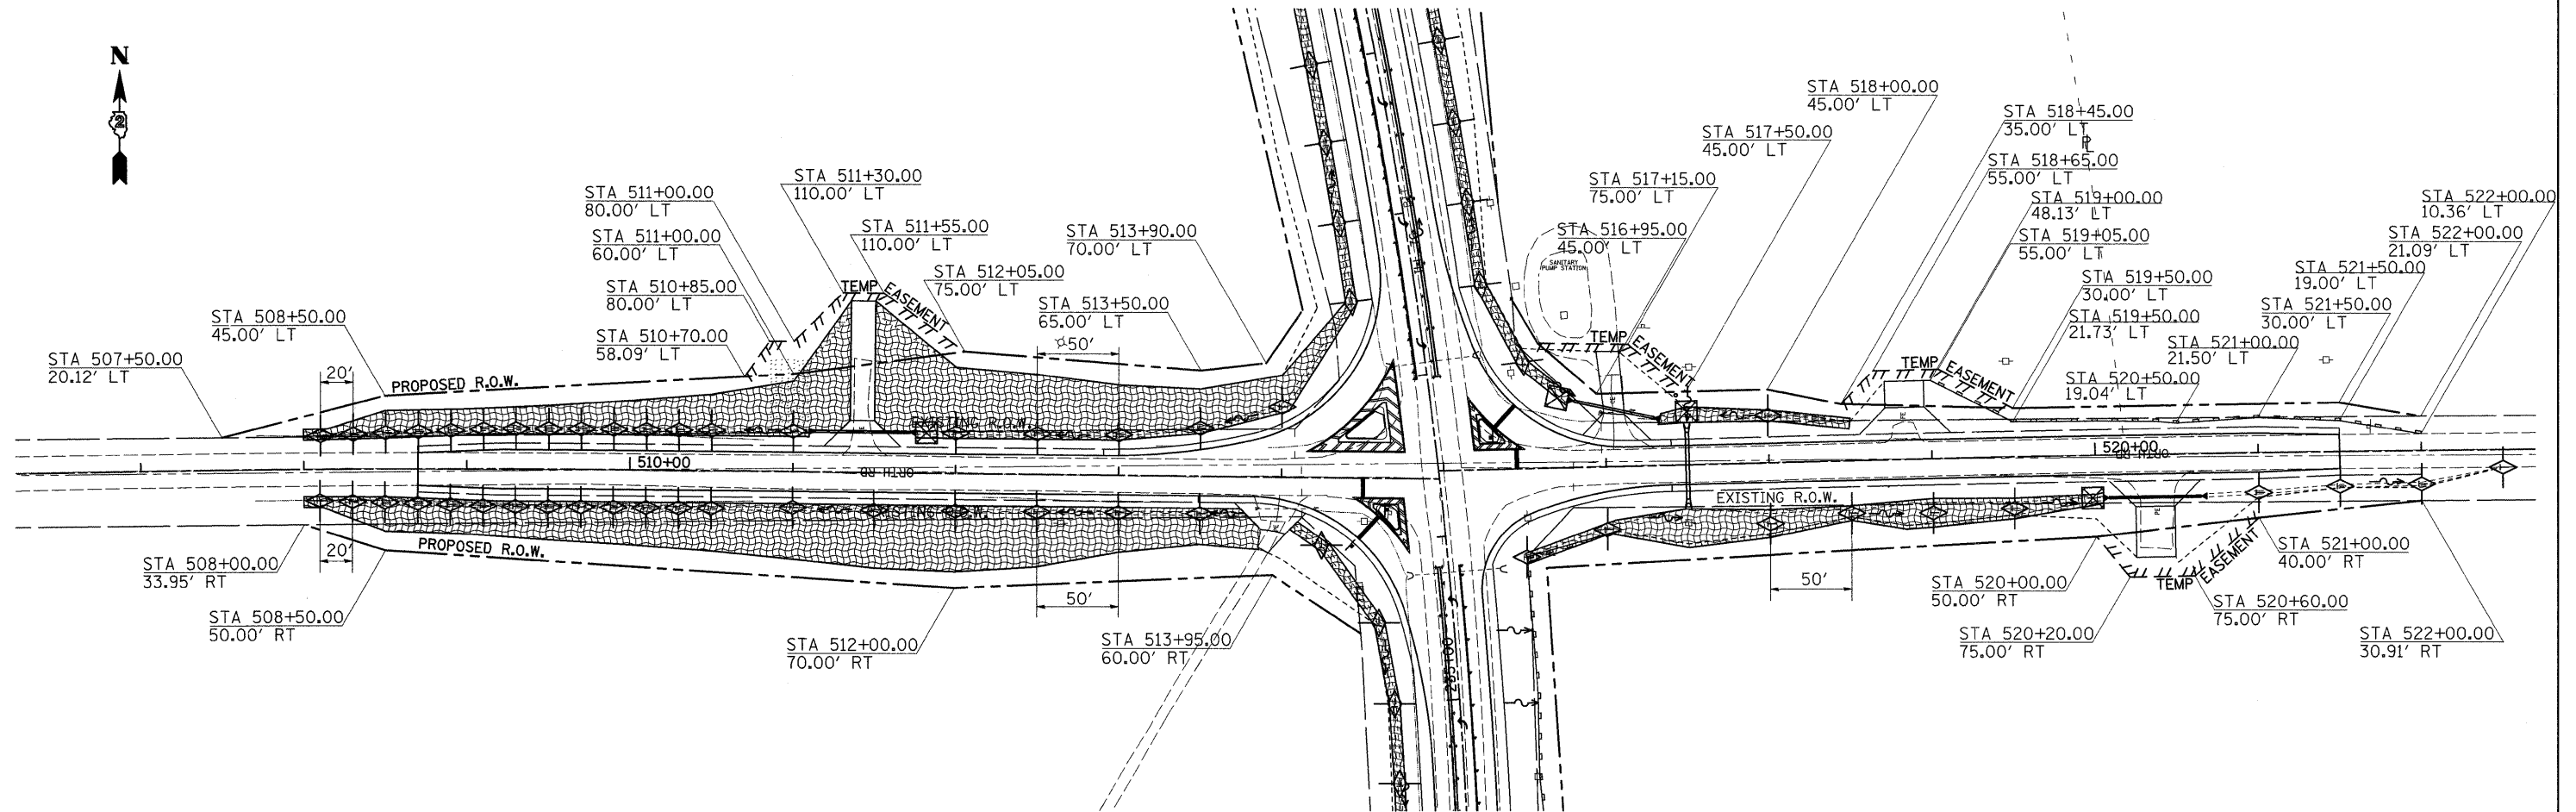 N
2
STA 507+50.00
20.12' LT
STA 508+50.00
45.00' LT
20'
PROPOSED R.O.W.
STA 511+00.00
80.00' LT
STA 511+00.00
60.00' LT
STA 510+85.00
80.00' LT
STA 510+70.00
58.09' LT
STA 511+30.00
110.00' LT
STA 511+55.00
110.00' LT
STA 512+05.00
75.00' LT
STA 513+50.00
65.00' LT
50'
STA 513+90.00
70.00' LT
TEMP EASEMENT
EXISTING R.O.W.
510+00
ORTH RD
PE
STA 516+95.00
45.00' LT
SANITARY
PUMP STATION
STA 517+15.00
75.00' LT
STA 517+50.00
45.00' LT
STA 518+00.00
45.00' LT
STA 518+45.00
35.00' LT
PL
STA 518+65.00
55.00' LT
STA 519+00.00
48.13' LT
STA 519+05.00
55.00' LT
STA 519+50.00
30.00' LT
STA 519+50.00
21.73' LT
STA 520+50.00
19.04' LT
STA 521+00.00
21.50' LT
STA 521+50.00
30.00' LT
STA 521+50.00
19.00' LT
STA 522+00.00
21.09' LT
STA 522+00.00
10.36' LT
TEMP EASEMENT
PE
TEMP EASEMENT
PE
520+00
ORTH RD
EXISTING R.O.W.
EXISTING R.O.W.
PE
PE
PROPOSED R.O.W.
20'
STA 508+00.00
33.95' RT
STA 508+50.00
50.00' RT
STA 512+00.00
70.00' RT
50'
STA 513+95.00
60.00' RT
235+00
50'
STA 520+00.00
50.00' RT
STA 520+20.00
75.00' RT
TEMP EASEMENT
STA 520+60.00
75.00' RT
STA 521+00.00
40.00' RT
STA 522+00.00
30.91' RT